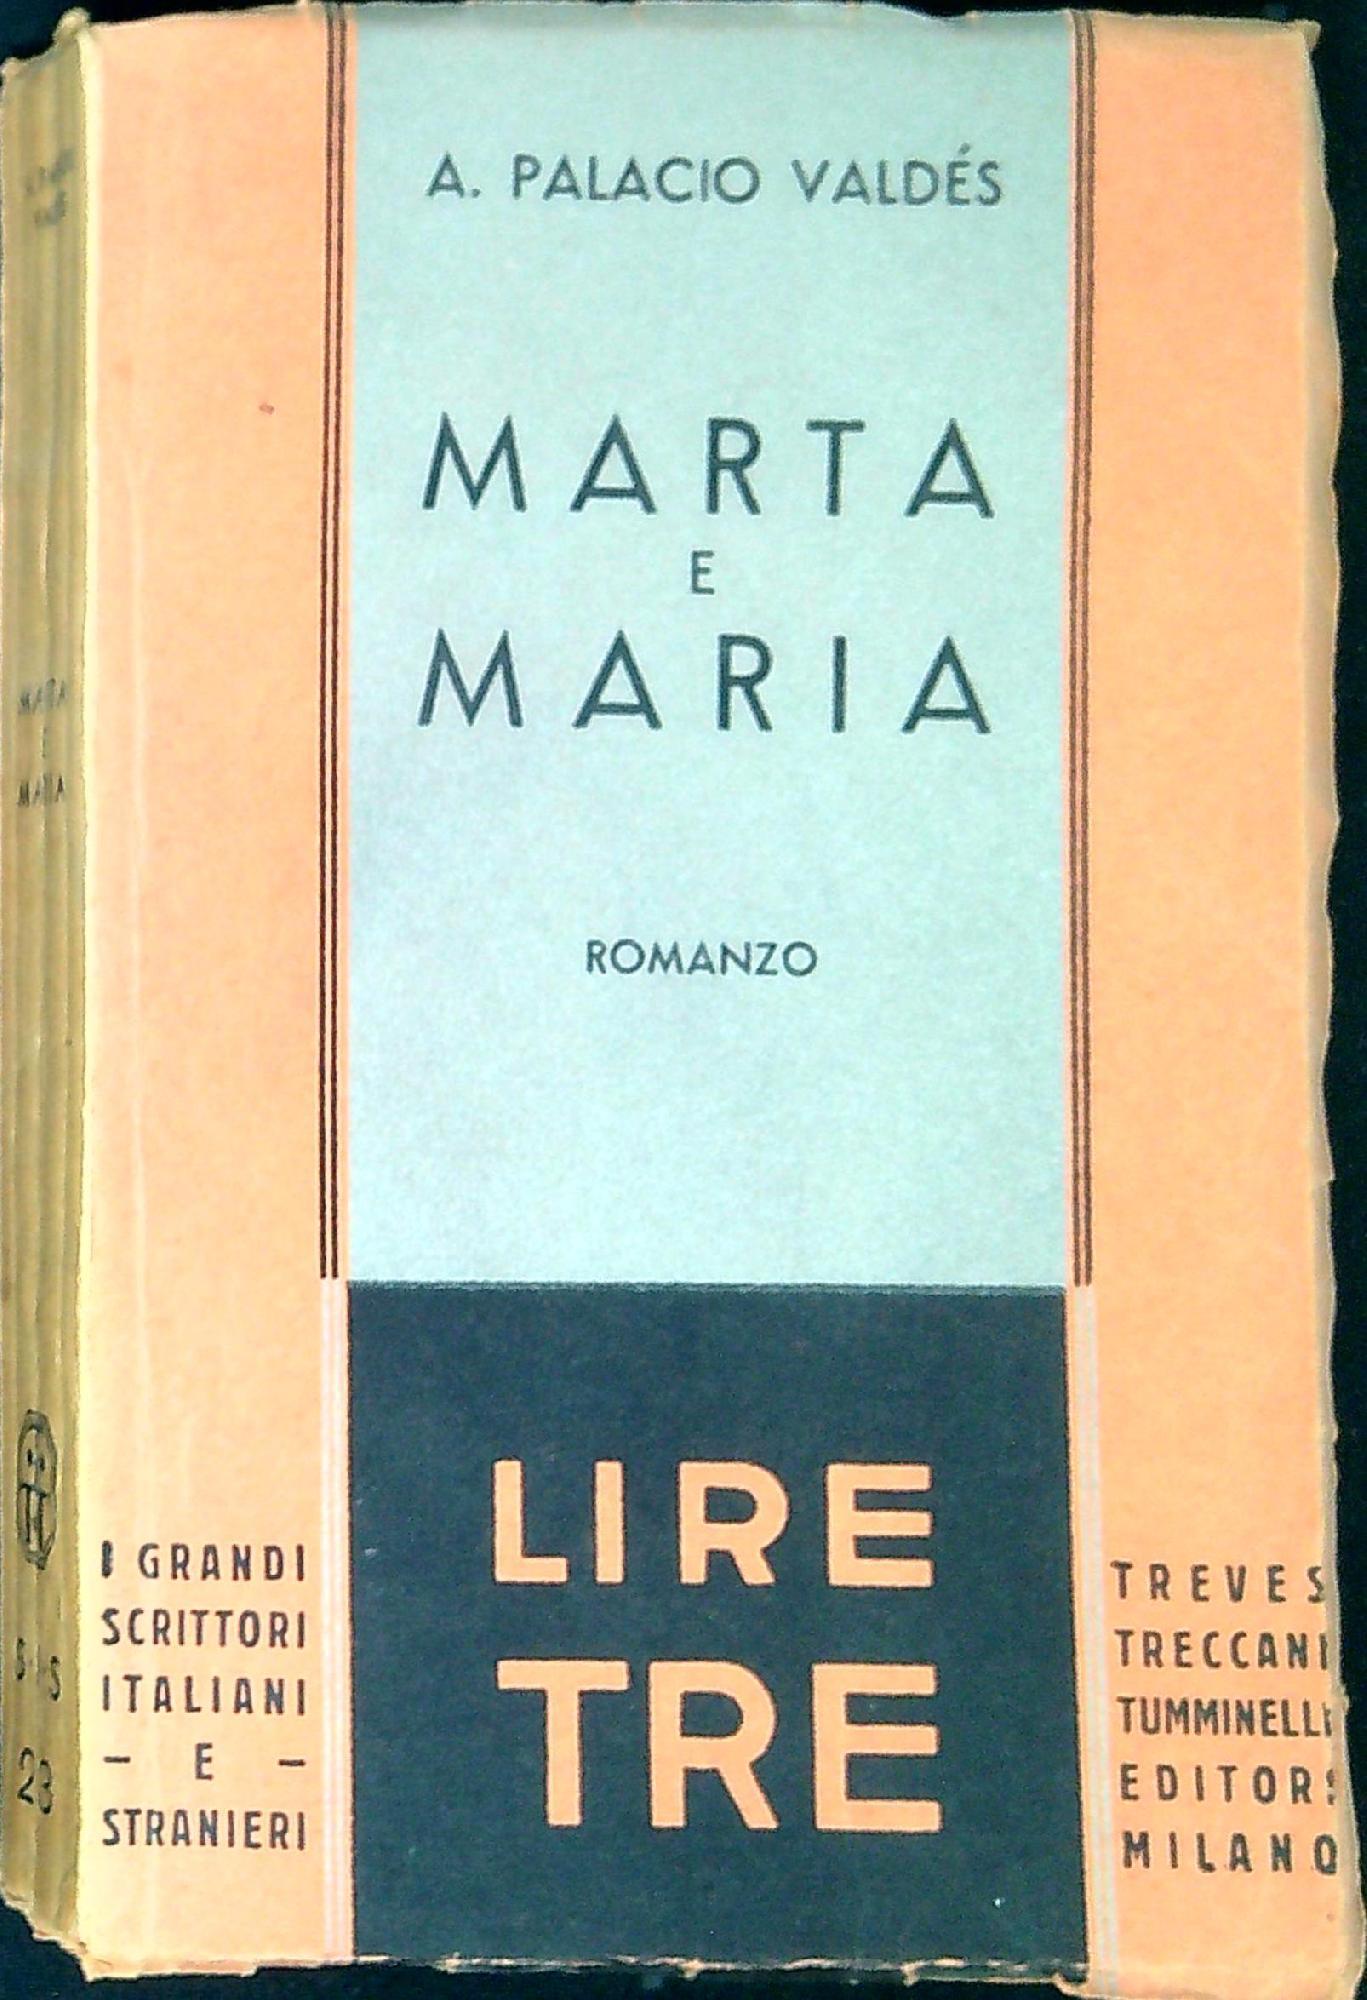 A. PALACIO VALDÉS
MARTA
E
MARIA
ROMANZO
LIRE
TRE
I GRANDI
SCRITTORI
ITALIANI
– E –
STRANIERI
TREVES
TRECCANI
TUMMINELLI
EDITORI
MILANO
MARTA
E
MARIA
S·I·S
23